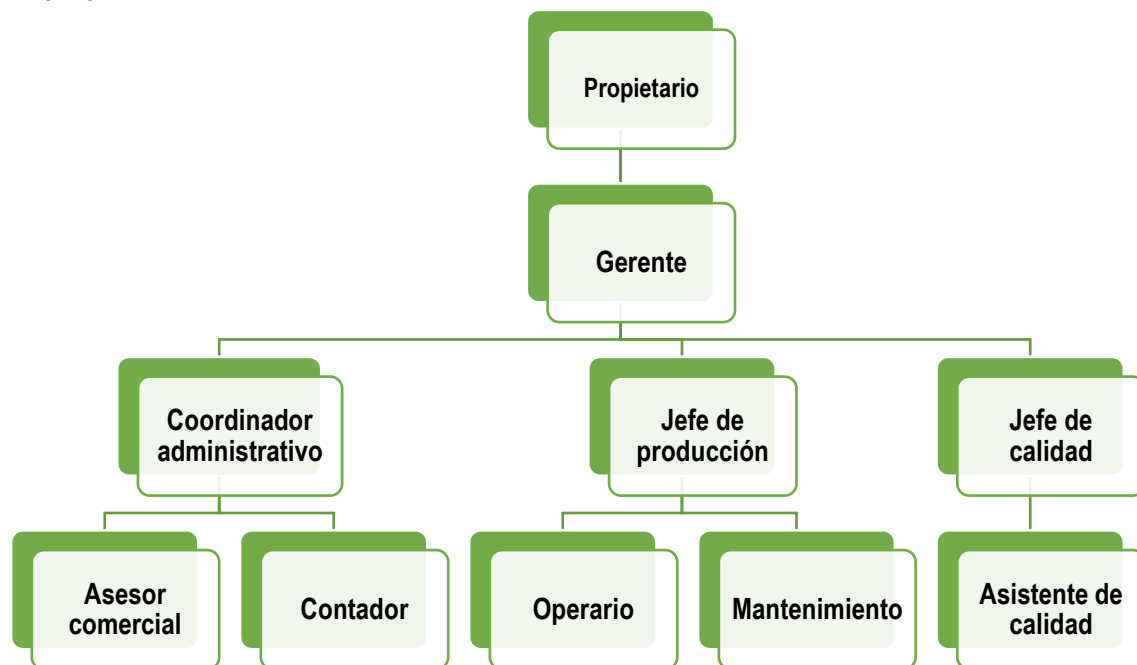 Propietario
Gerente
Coordinador
administrativo
Jefe de
producción
Jefe de
calidad
Asesor
comercial
Contador
Operario
Mantenimiento
Asistente de
calidad